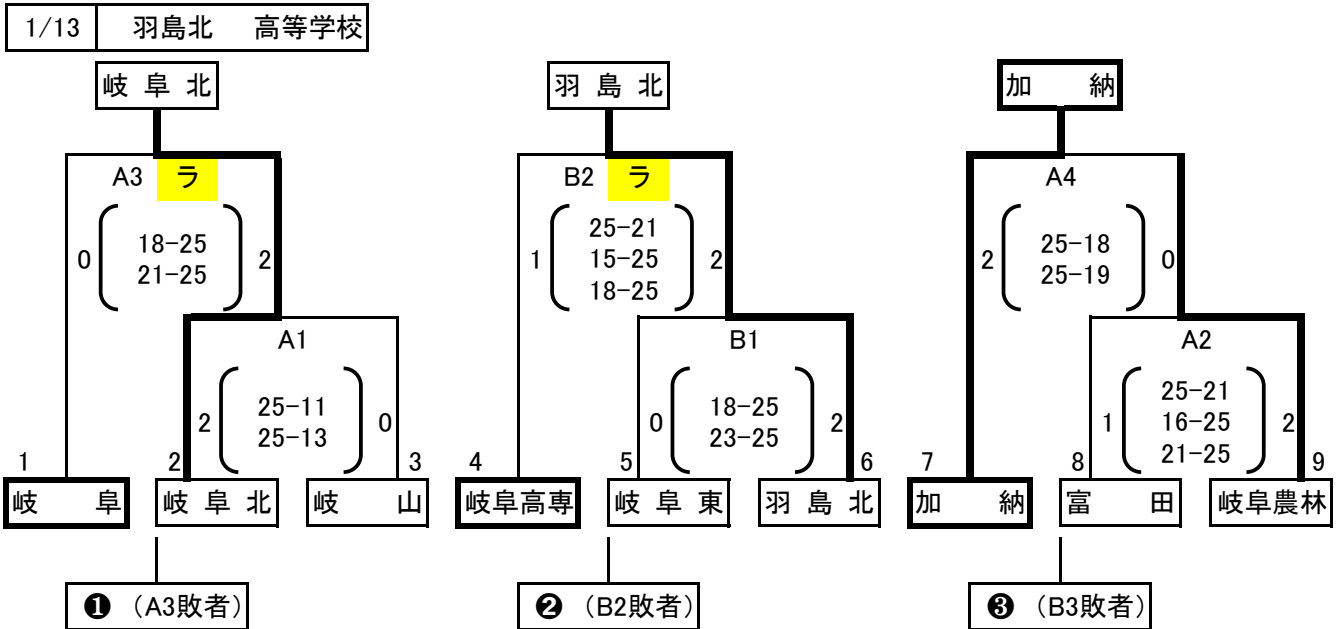 1/13 羽島北 高等学校
岐阜北 羽島北 加納
A3 ラ B2 ラ A4
0 18-25 2 1 25-21 2 2 25-18 0
21-25 15-25 25-19
18-25
A1 B1 A2
2 25-11 0 0 18-25 2 1 25-21 2
25-13 23-25 16-25
21-25
1 2 3 4 5 6 7 8 9
岐阜 岐阜北 岐山 岐阜高専 岐阜東 羽島北 加納 富田 岐阜農林
❶ (A3敗者) ❷ (B2敗者) ❸ (B3敗者)